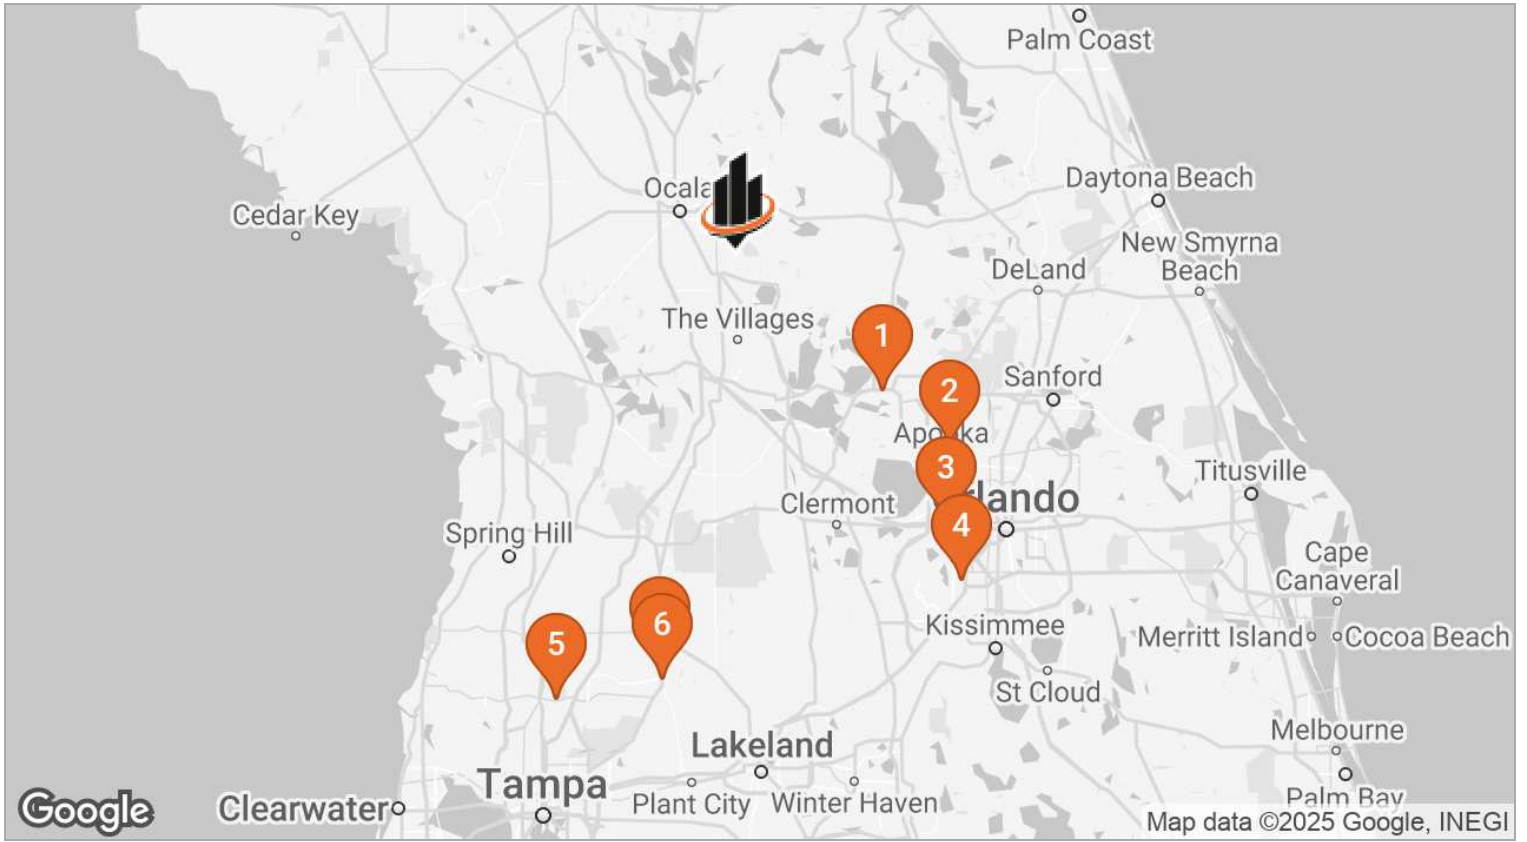 Palm Coast
Ocala
Daytona Beach
Cedar Key
New Smyrna
Beach
DeLand
The Villages
1
Sanford
2
Apopka
3
Titusville
Orlando
Clermont
4
Spring Hill
Cape
Canaveral
6
Kissimmee
5
Merritt Island
Cocoa Beach
St Cloud
Melbourne
Lakeland
Tampa
Plant City
Winter Haven
Palm Bay
Clearwater
Google
Map data ©2025 Google, INEGI